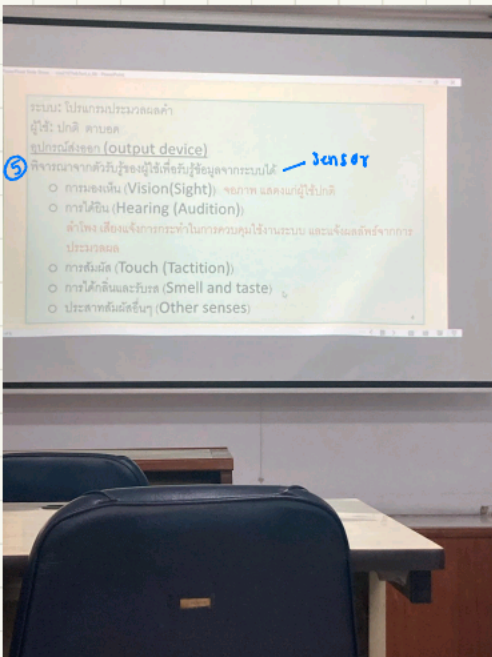 ระบบ: โปรแกรมประมวลผลคำ
ผู้ใช้: ปกติ ตาบอด
อุปกรณ์ส่งออก (output device)
⑤ พิจารณาจากตัวรับรู้ของผู้ใช้เพื่อรับรู้ข้อมูลจากระบบได้ — sensor
○ การมองเห็น (Vision(Sight)) จอภาพ แสดงแก่ผู้ใช้ปกติ
○ การได้ยิน (Hearing (Audition))
ลำโพง เสียงแจ้งการกระทำในการควบคุมใช้งานระบบ และแจ้งผลลัพธ์จากการ
ประมวลผล
○ การสัมผัส (Touch (Tactition))
○ การได้กลิ่นและรับรส (Smell and taste)
○ ประสาทสัมผัสอื่นๆ (Other senses)